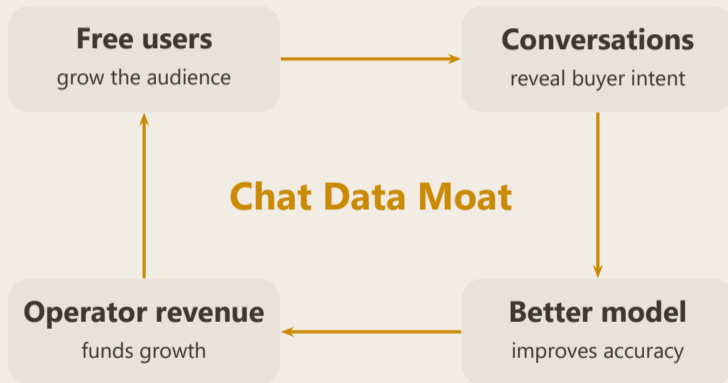 Free users
grow the audience
Conversations
reveal buyer intent
Chat Data Moat
Operator revenue
funds growth
Better model
improves accuracy